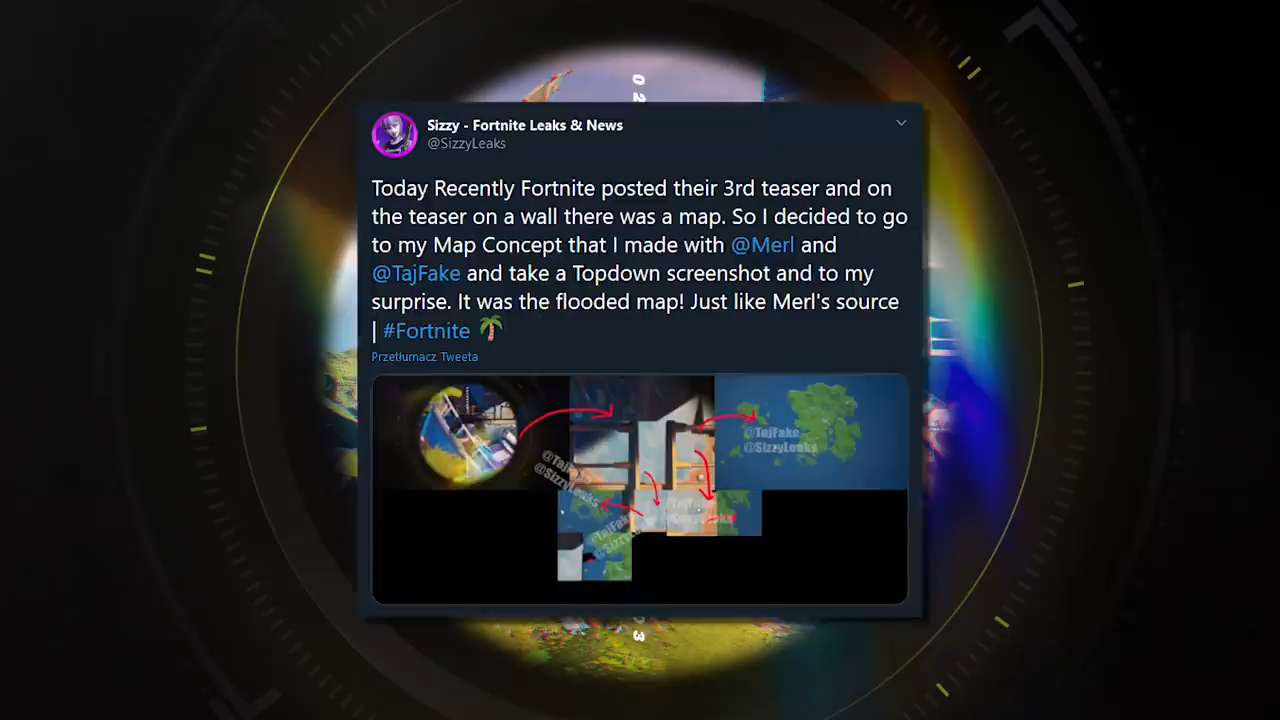 02
Sizzy - Fortnite Leaks & News
@SizzyLeaks
Today Recently Fortnite posted their 3rd teaser and on
the teaser on a wall there was a map. So I decided to go
to my Map Concept that I made with @Merl and
@TajFake and take a Topdown screenshot and to my
surprise. It was the flooded map! Just like Merl's source
| #Fortnite
Przetłumacz Tweeta
@TajFake
@SizzyLeaks
@SizzyLeaks
03